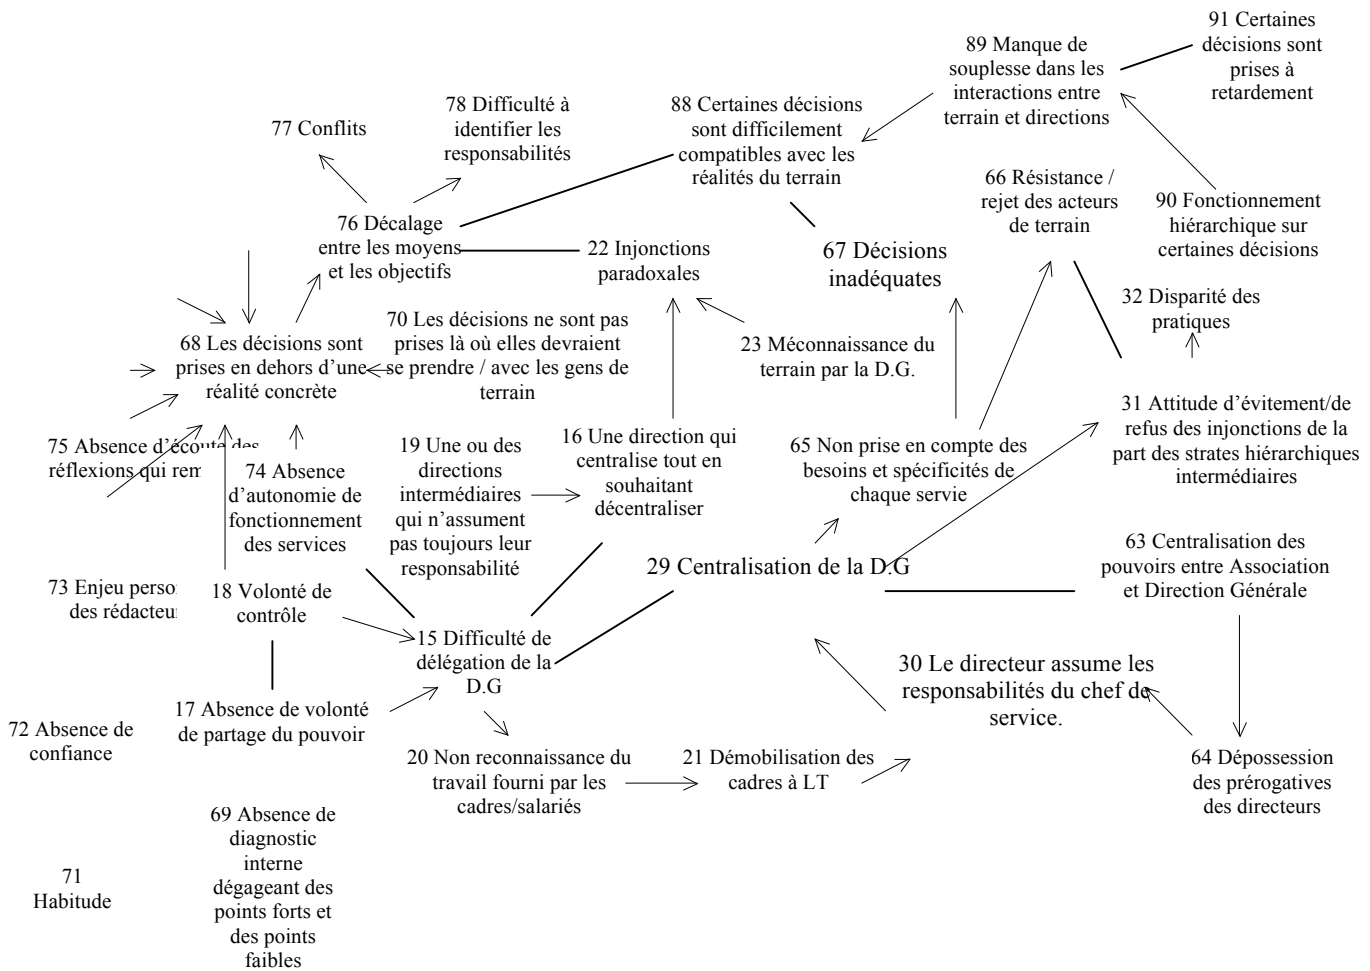 91 Certaines
décisions sont
prises à
retardement
89 Manque de
souplesse dans les
interactions entre
terrain et directions
78 Difficulté à
identifier les
responsabilités
88 Certaines décisions
sont difficilement
compatibles avec les
réalités du terrain
77 Conflits
66 Résistance /
rejet des acteurs
de terrain
90 Fonctionnement
hiérarchique sur
certaines décisions
76 Décalage
entre les moyens
et les objectifs
22 Injonctions
paradoxales
67 Décisions
inadéquates
32 Disparité des
pratiques
68 Les décisions sont
prises en dehors d’une
réalité concrète
70 Les décisions ne sont pas
prises là où elles devraient
se prendre / avec les gens de
terrain
23 Méconnaissance du
terrain par la D.G.
31 Attitude d’évitement/de
refus des injonctions de la
part des strates hiérarchiques
intermédiaires
75 Absence d’écoute des
réflexions qui
74 Absence
d’autonomie de
fonctionnement
des services
19 Une ou des
directions
intermédiaires
qui n’assument
pas toujours leur
responsabilité
16 Une direction qui
centralise tout en
souhaitant
décentraliser
65 Non prise en compte des
besoins et spécificités de
chaque servie
29 Centralisation de la D.G
63 Centralisation des
pouvoirs entre Association
et Direction Générale
73 Enjeu
des
18 Volonté de
contrôle
15 Difficulté de
délégation de la
D.G
30 Le directeur assume les
responsabilités du chef de
service.
72 Absence de
confiance
17 Absence de volonté
de partage du pouvoir
20 Non reconnaissance du
travail fourni par les
cadres/salariés
21 Démobilisation des
cadres à LT
64 Dépossession
des prérogatives
des directeurs
69 Absence de
diagnostic
interne
dégageant des
points forts et
des points
faibles
71
Habitude